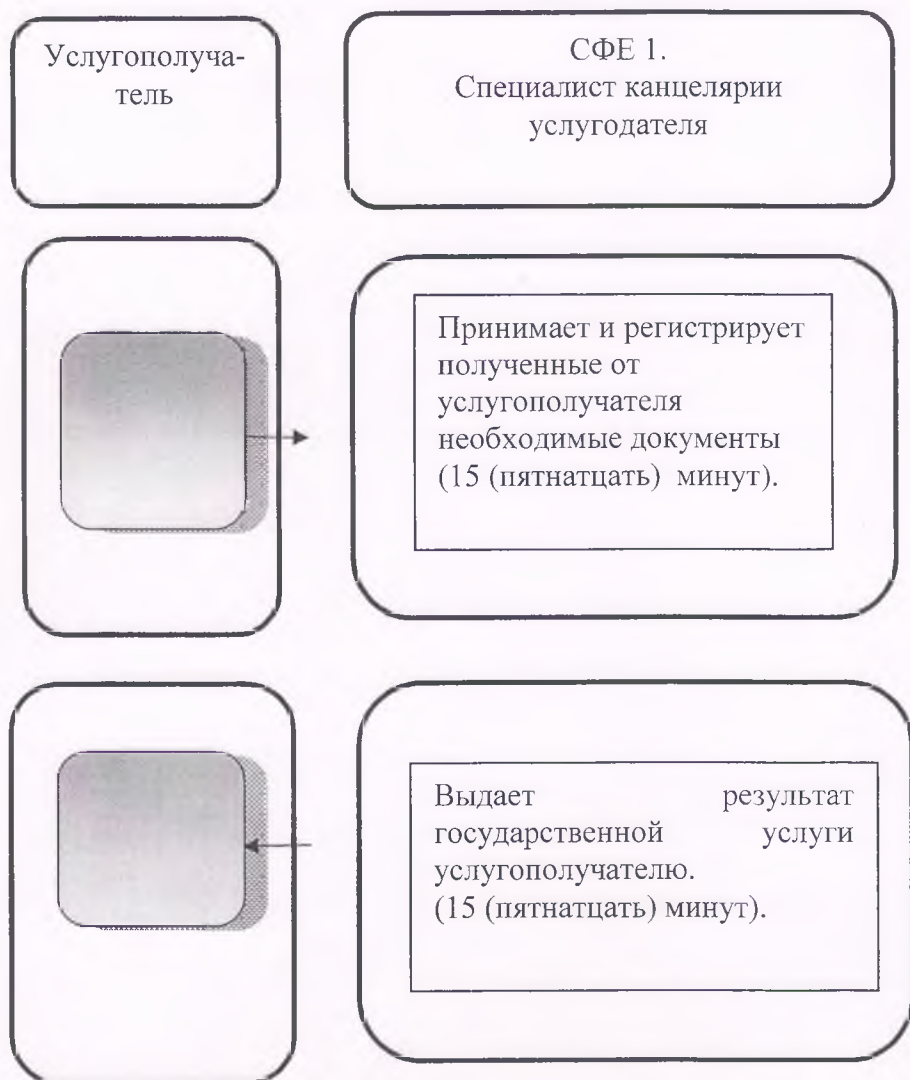 Услугополуча-
тель
СФЕ 1.
Специалист канцелярии
услугодателя
Принимает и регистрирует
полученные от
услугополучателя
необходимые документы
(15 (пятнатцать) минут).
Выдает результат
государственной услуги
услугополучателю.
(15 (пятнатцать) минут).